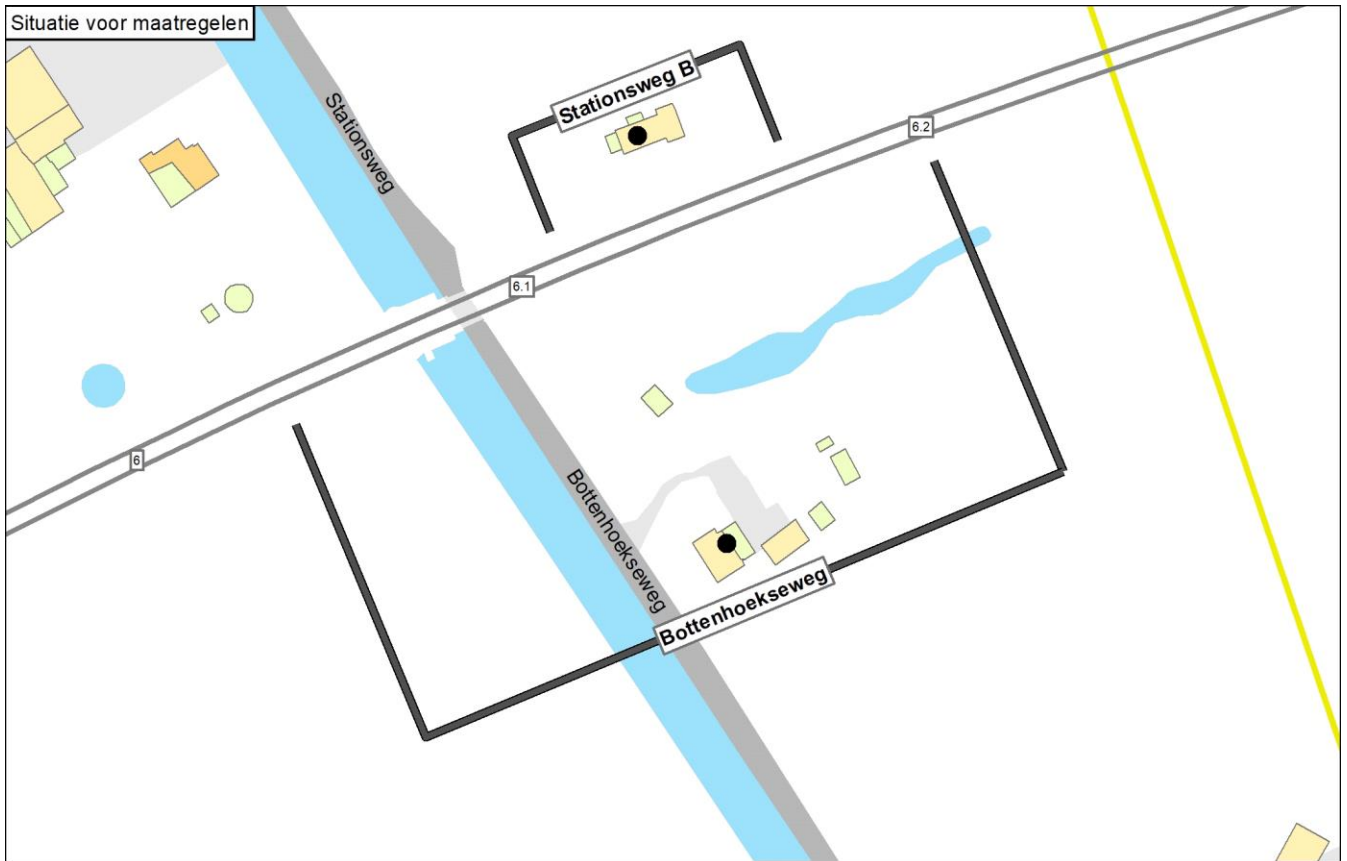 Situatie voor maatregelen
Stationsweg B
Stationsweg
6.2
6.1
6
Bottenhoekseweg
Bottenhoekseweg